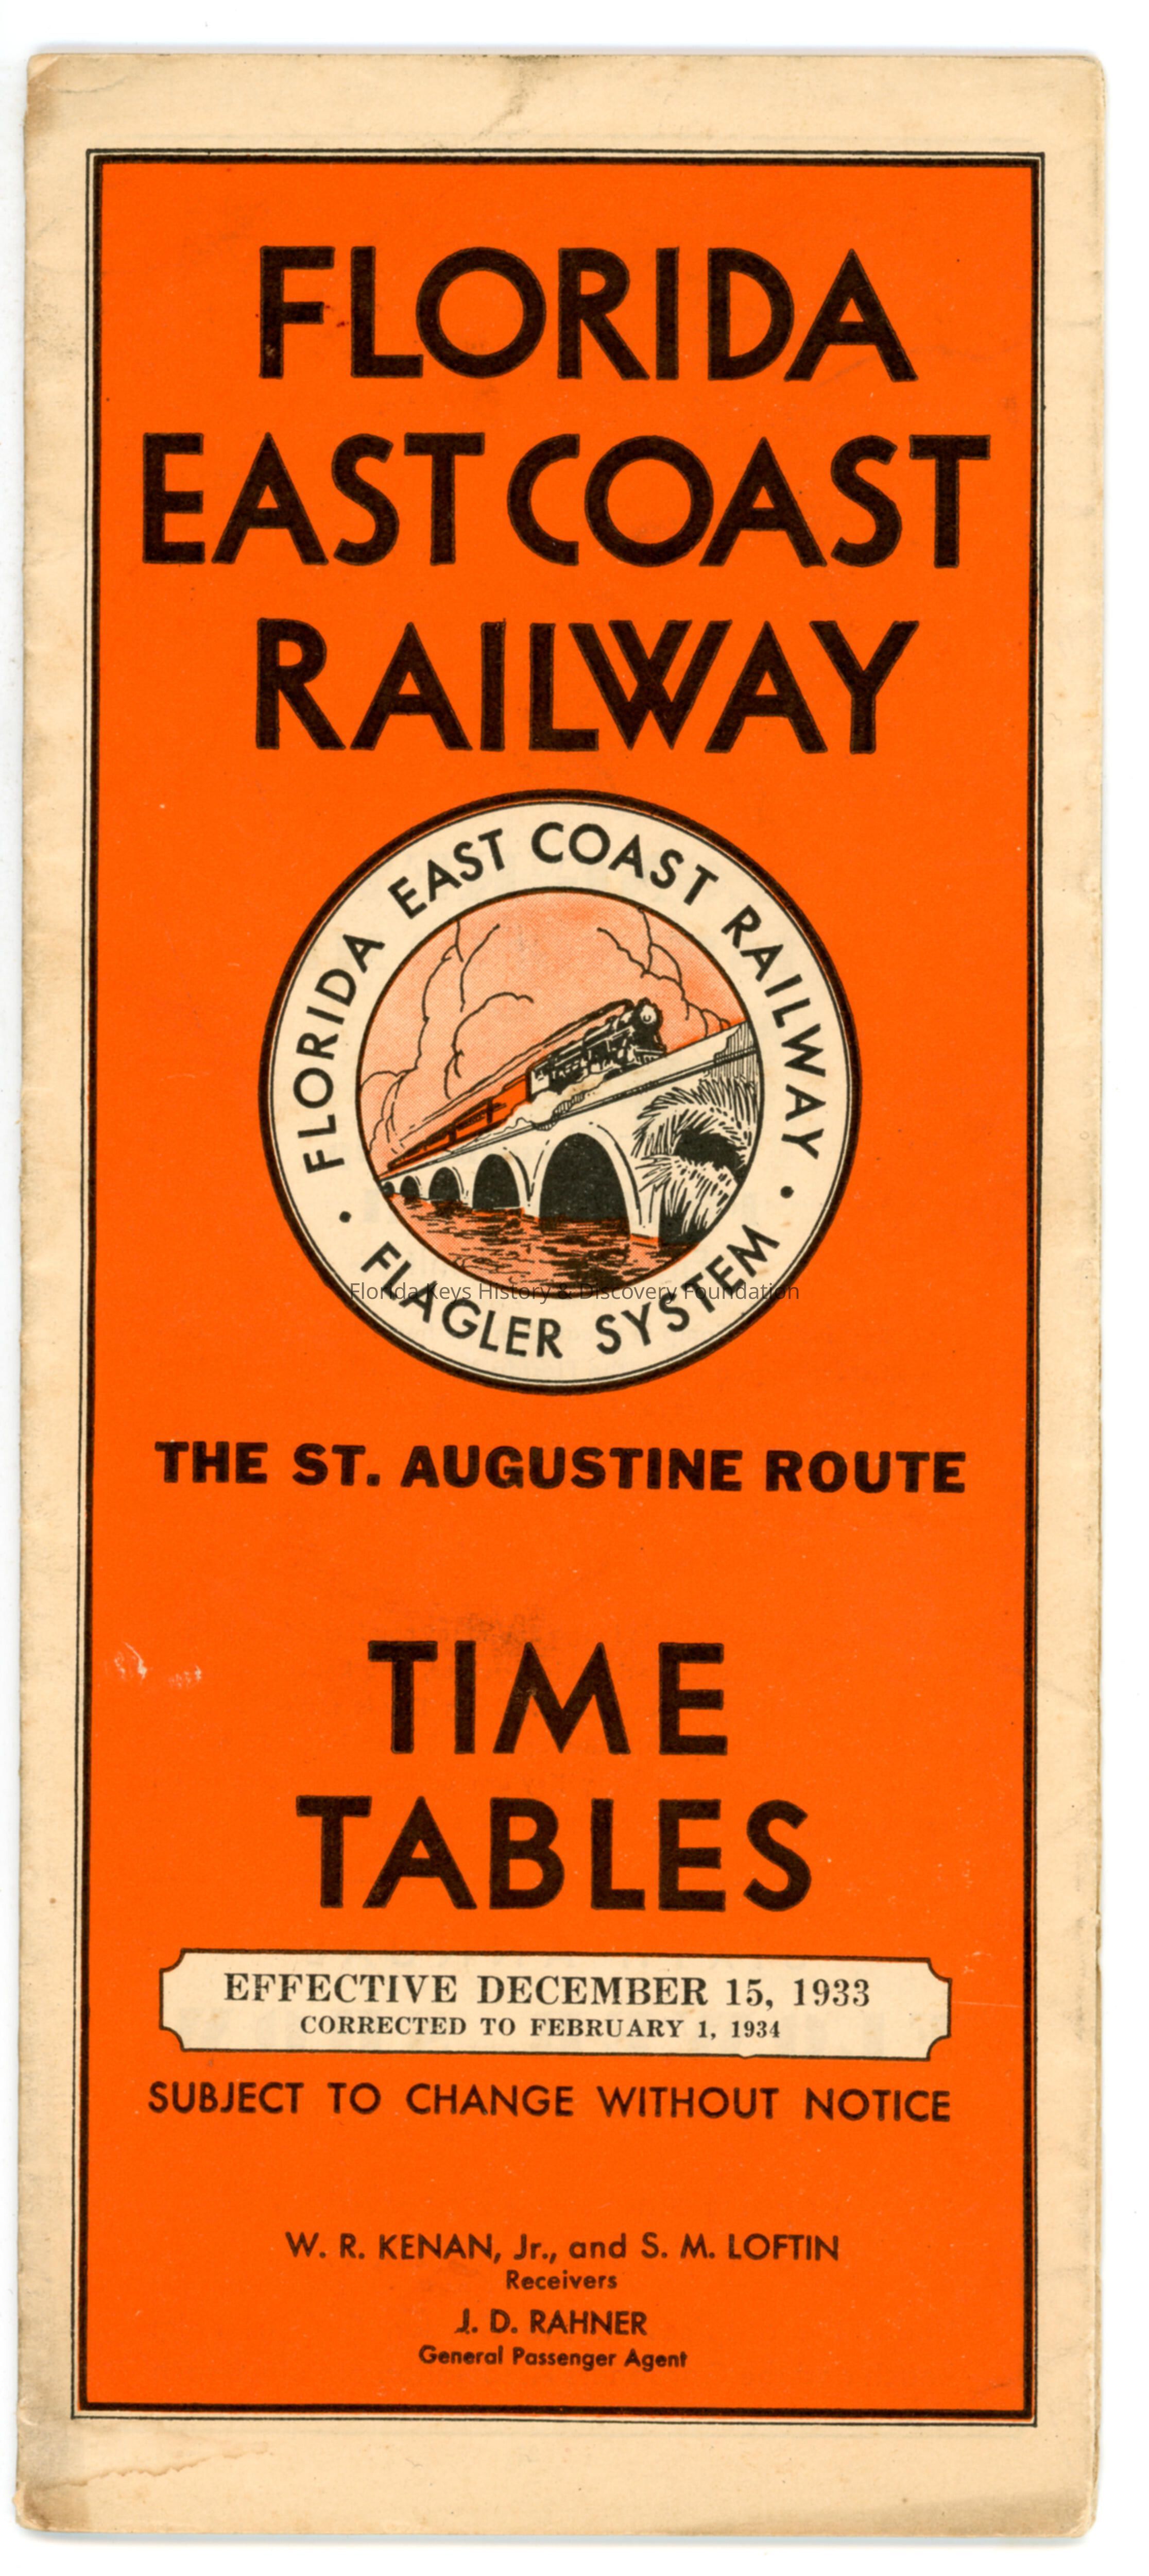 FLORIDA
EAST COAST
RAILWAY
FLORIDA EAST COAST RAILWAY
• FLAGLER SYSTEM •
Florida Keys History & Discovery Foundation
THE ST. AUGUSTINE ROUTE
TIME
TABLES
EFFECTIVE DECEMBER 15, 1933
CORRECTED TO FEBRUARY 1, 1934
SUBJECT TO CHANGE WITHOUT NOTICE
W. R. KENAN, Jr., and S. M. LOFTIN
Receivers
J. D. RAHNER
General Passenger Agent